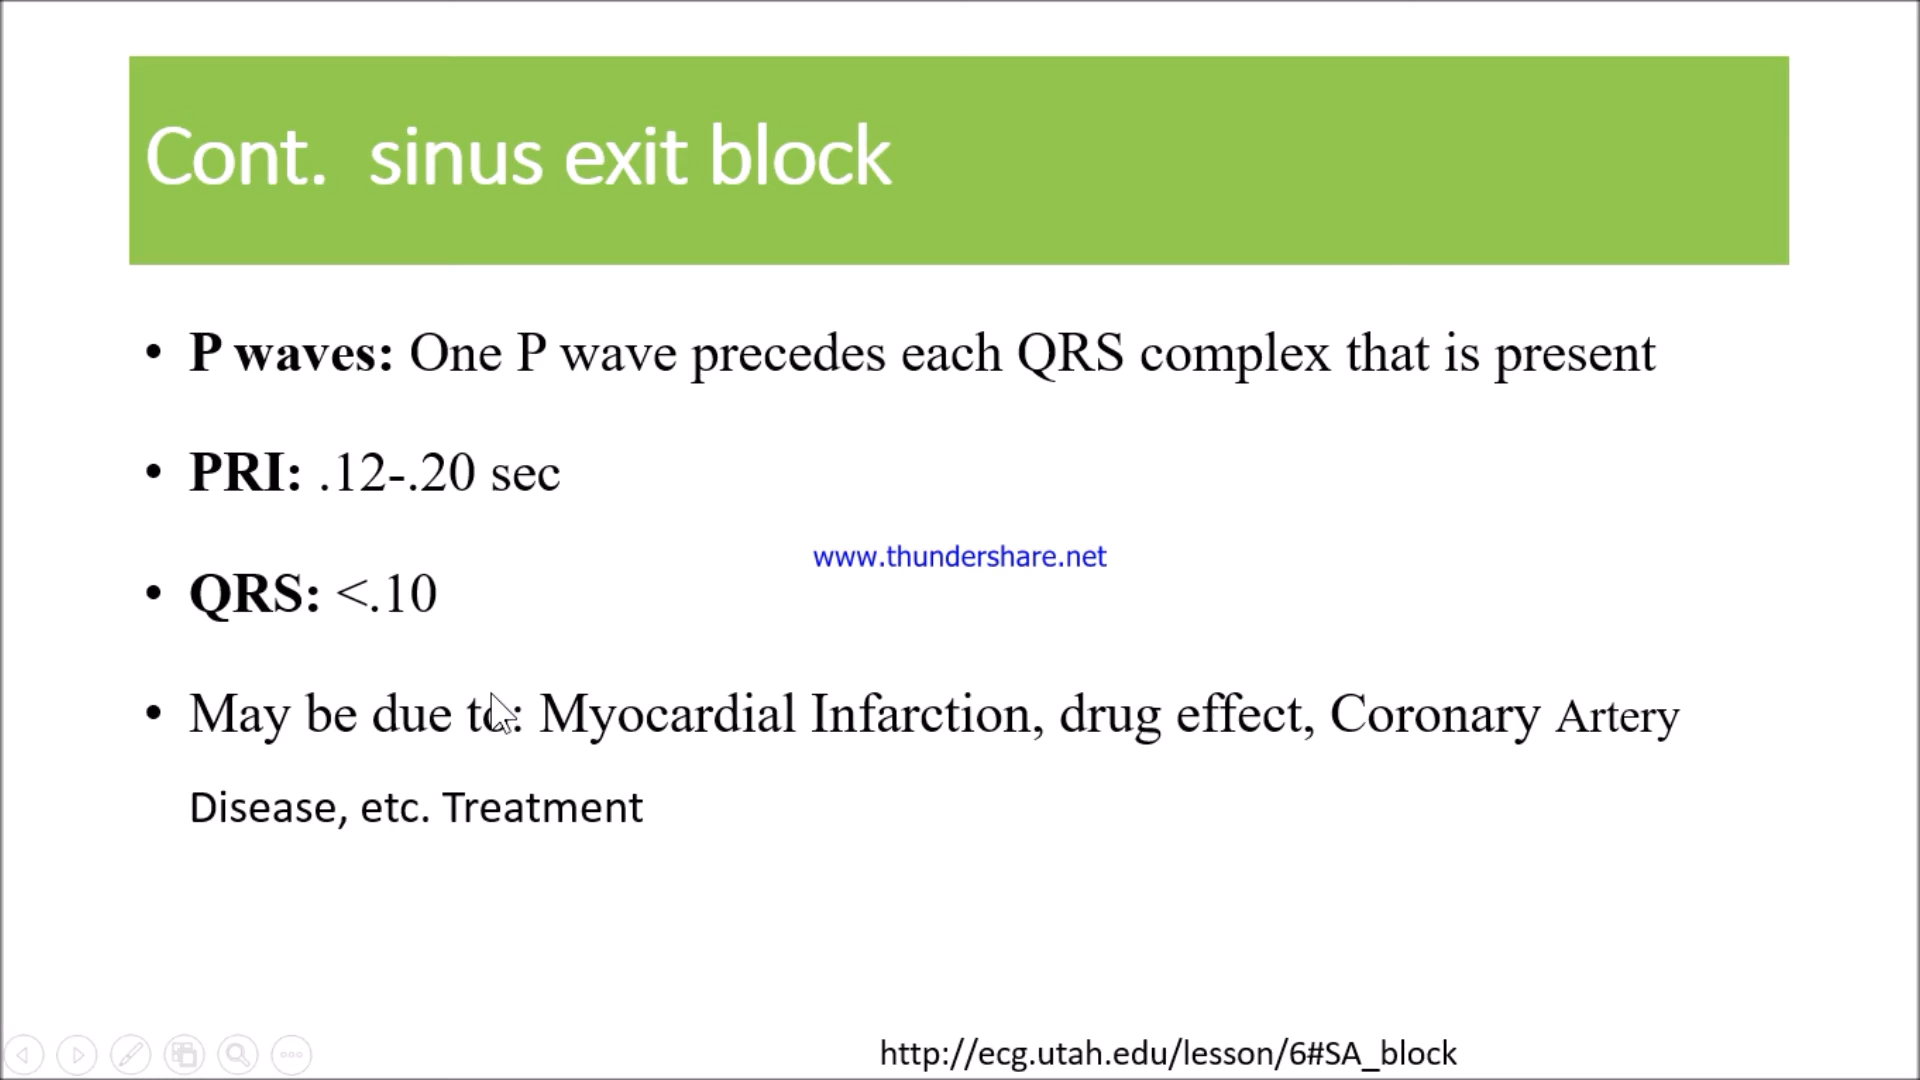 Cont. sinus exit block
• P waves: One P wave precedes each QRS complex that is present
• PRI: .12-.20 sec
www.thundershare.net
• QRS: <.10
• May be due to: Myocardial Infarction, drug effect, Coronary Artery
Disease, etc. Treatment
http://ecg.utah.edu/lesson/6#SA_block